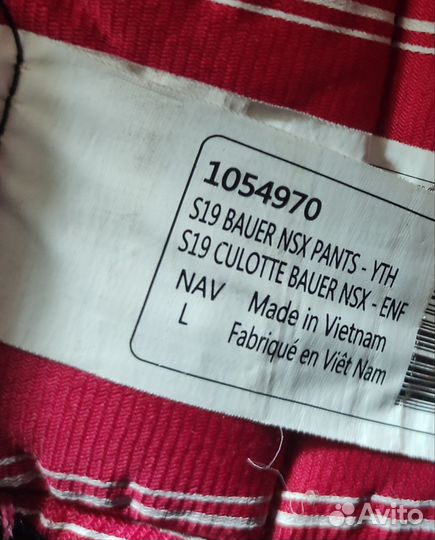 1054970
S19 BAUER NSX PANTS - YTH
S19 CULOTTE BAUER NSX - ENF
NAV Made in Vietnam
L Fabriqué en Viêt Nam
Avito